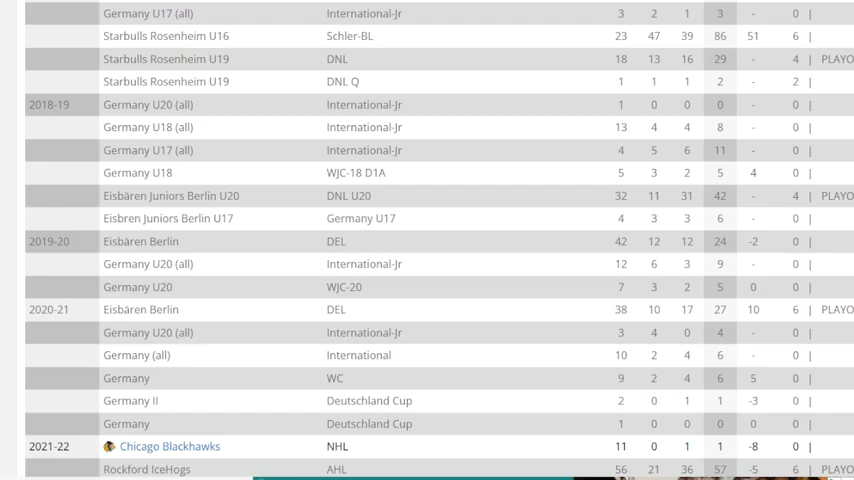 Germany U17 (all) International-Jr 3 2 1 3 - 0 |
Starbulls Rosenheim U16 Schler-BL 23 47 39 86 51 6 |
Starbulls Rosenheim U19 DNL 18 13 16 29 - 4 | PLAYO
Starbulls Rosenheim U19 DNL Q 1 1 1 2 - 2 |
2018-19 Germany U20 (all) International-Jr 1 0 0 0 - 0 |
Germany U18 (all) International-Jr 13 4 4 8 - 0 |
Germany U17 (all) International-Jr 4 5 6 11 - 0 |
Germany U18 WJC-18 D1A 5 3 2 5 4 0 |
Eisbären Juniors Berlin U20 DNL U20 32 11 31 42 - 4 | PLAYO
Eisbren Juniors Berlin U17 Germany U17 4 3 3 6 - 0 |
2019-20 Eisbären Berlin DEL 42 12 12 24 -2 0 |
Germany U20 (all) International-Jr 12 6 3 9 - 0 |
Germany U20 WJC-20 7 3 2 5 0 0 |
2020-21 Eisbären Berlin DEL 38 10 17 27 10 6 | PLAYO
Germany U20 (all) International-Jr 3 4 0 4 - 0 |
Germany (all) International 10 2 4 6 - 0 |
Germany WC 9 2 4 6 5 0 |
Germany II Deutschland Cup 2 0 1 1 -3 0 |
Germany Deutschland Cup 1 0 0 0 0 0 |
2021-22 Chicago Blackhawks NHL 11 0 1 1 -8 0 |
Rockford IceHogs AHL 56 21 36 57 -5 6 | PLAYO